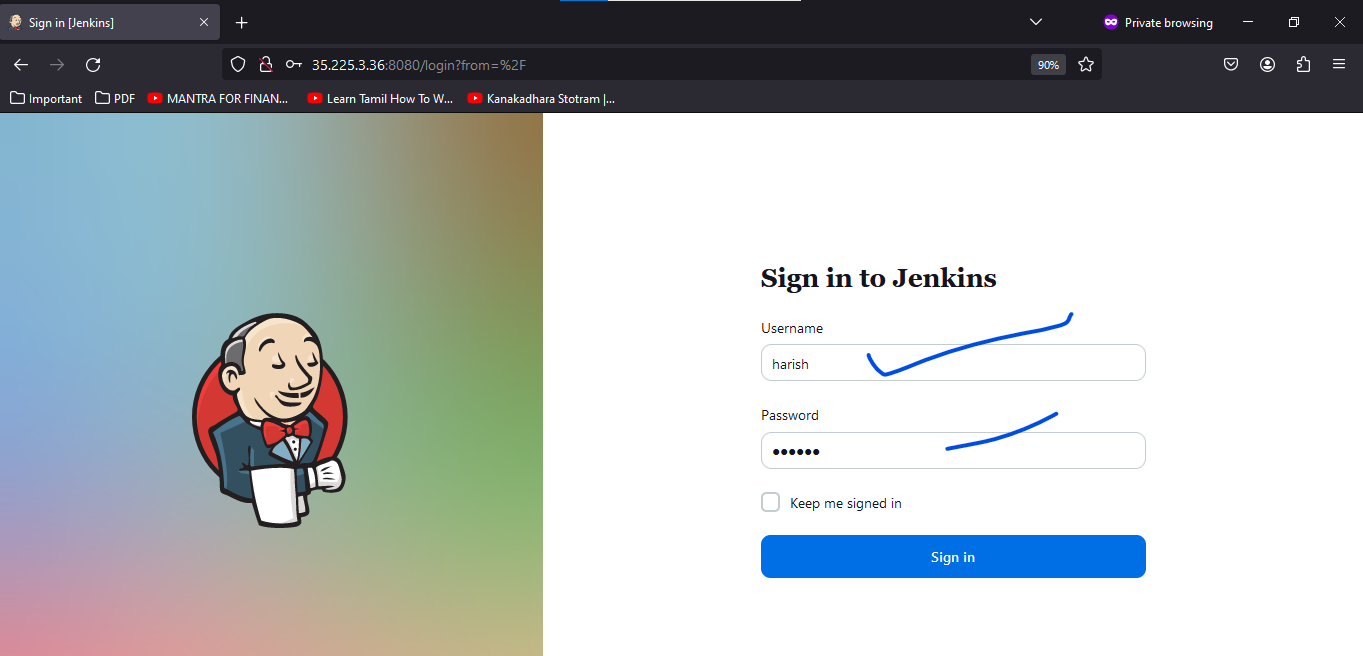 Sign in [Jenkins]
Private browsing
35.225.3.36:8080/login?from=%2F
90%
Important
PDF
MANTRA FOR FINAN...
Learn Tamil How To W...
Kanakadhara Stotram |...
Sign in to Jenkins
Username
harish
Password
••••••
Keep me signed in
Sign in